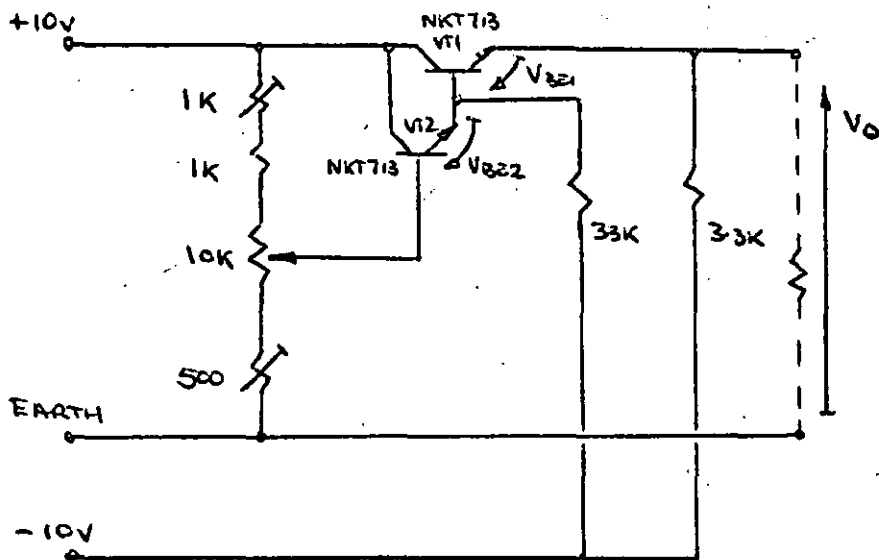 +10V
NKT713
VT1
VBE1
1K
VT2
NKT713
VBE2
VO
1K
33K
3.3K
10K
500
EARTH
-10V